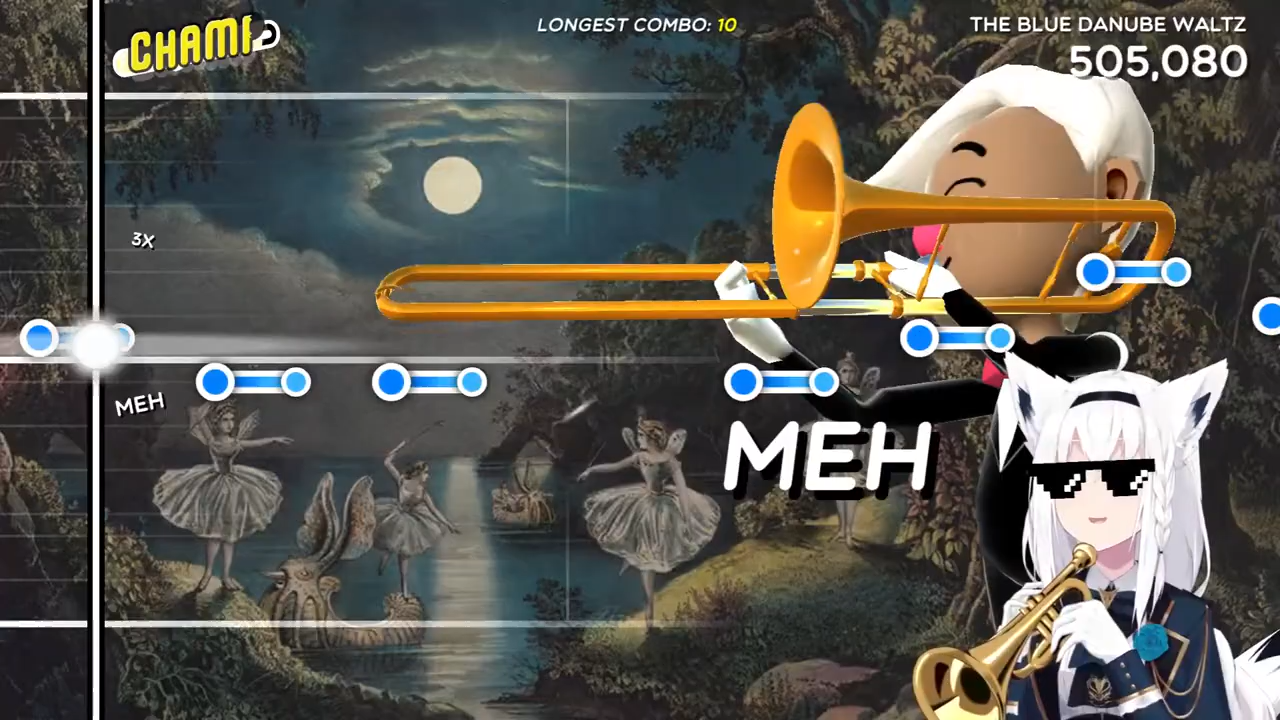 CHAMP
LONGEST COMBO: 10
THE BLUE DANUBE WALTZ
505,080
3X
MEH
MEH